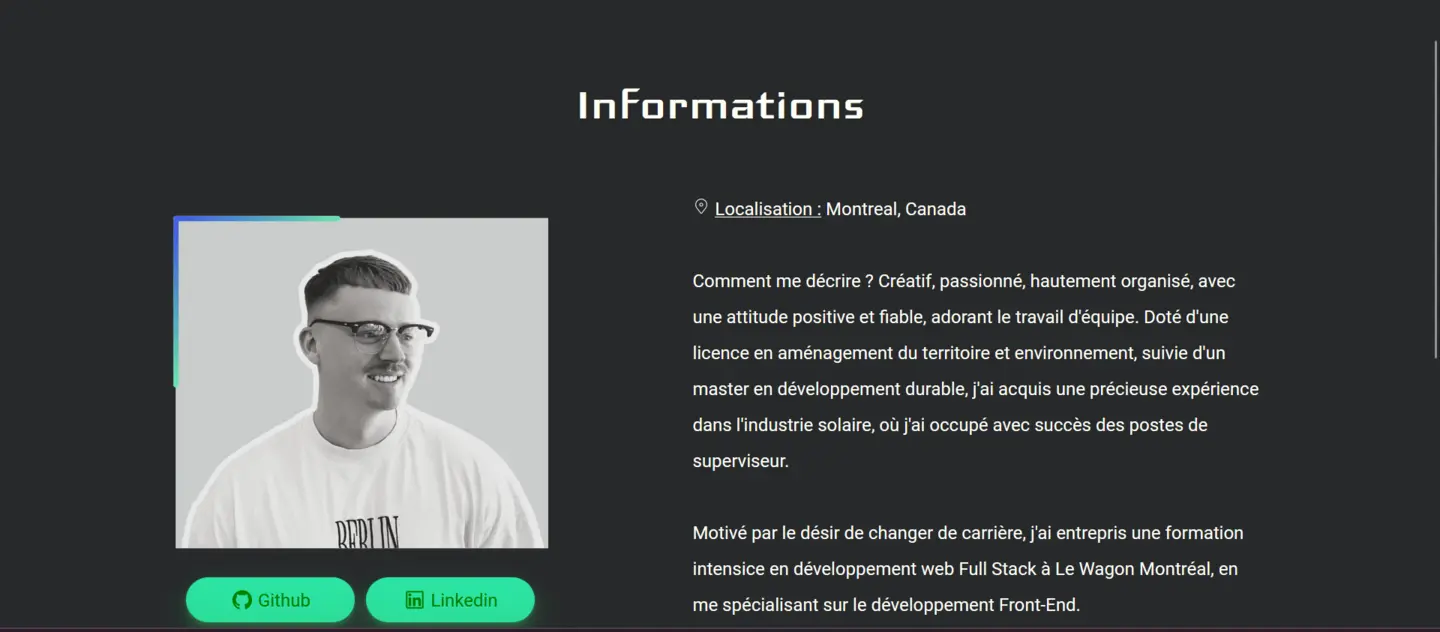 Informations
Localisation : Montreal, Canada
Comment me décrire ? Créatif, passionné, hautement organisé, avec
une attitude positive et fiable, adorant le travail d'équipe. Doté d'une
licence en aménagement du territoire et environnement, suivie d'un
master en développement durable, j'ai acquis une précieuse expérience
dans l'industrie solaire, où j'ai occupé avec succès des postes de
superviseur.
Motivé par le désir de changer de carrière, j'ai entrepris une formation
intensice en développement web Full Stack à Le Wagon Montréal, en
me spécialisant sur le développement Front-End.
BERLIN
Github
Linkedin